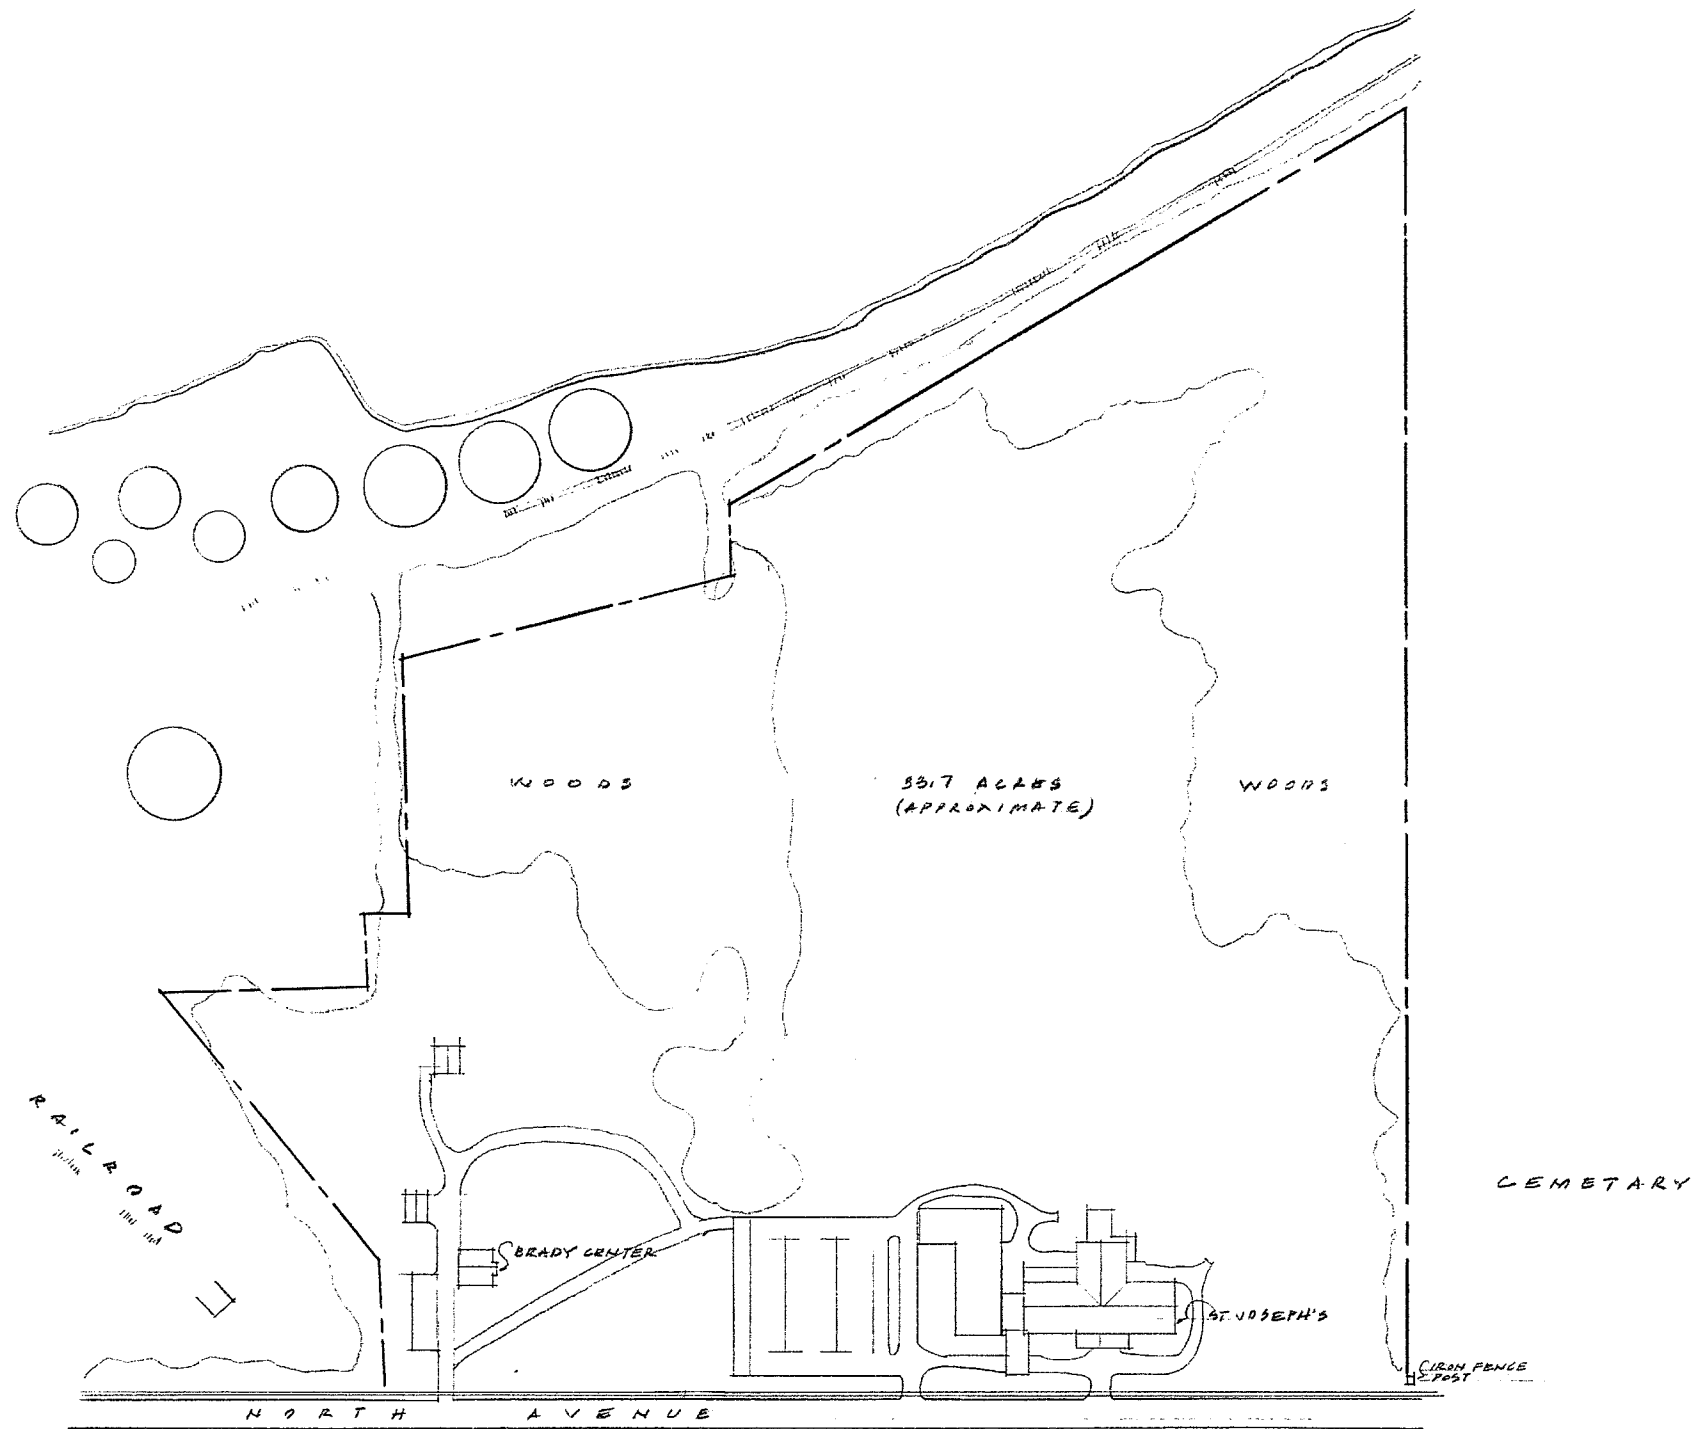 WOODS
33.7 ACRES
(APPROXIMATE)
WOODS
RAILROAD
CEMETARY
BRADY CENTER
ST. JOSEPH'S
IRON FENCE
POST
NORTH AVENUE